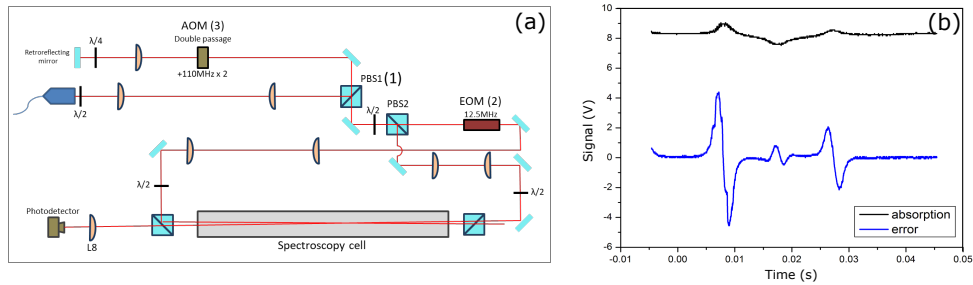 (a)
AOM (3)
Double passage
λ/4
Retroreflecting
mirror
+110MHz x 2
PBS1 (1)
λ/2
PBS2
EOM (2)
λ/2
12.5MHz
λ/2
λ/2
Photodetector
L8
Spectroscopy cell
(b)
Signal (V)
10
8
6
4
2
0
-2
-4
6
absorption
error
-0.01
0.00
0.01
0.02
0.03
0.04
0.05
Time (s)